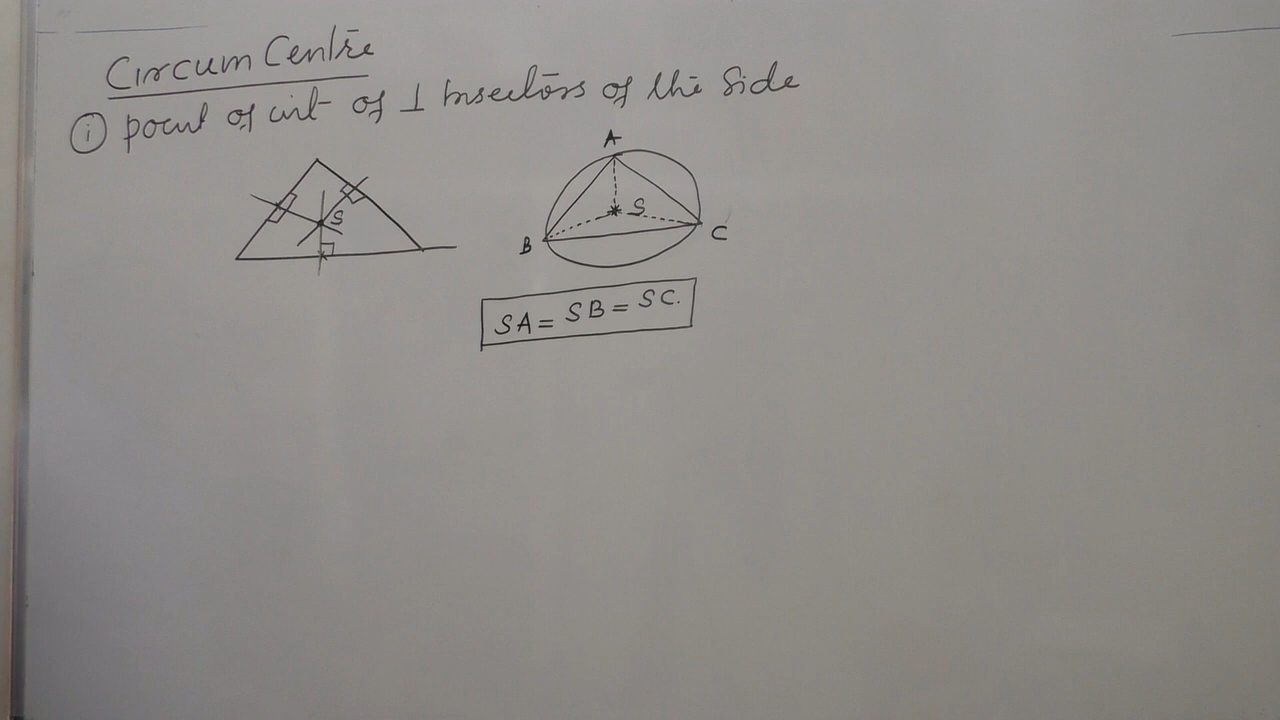 Circum Centre
(i) point of int of ⊥ bisectors of the side
S
A
S
B
C
SA = SB = SC.